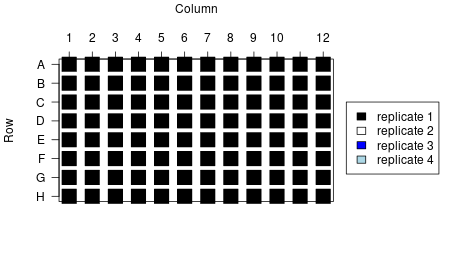 Column
1 2 3 4 5 6 7 8 9 10 12
A
B
C
D
E
F
G
H
Row
replicate 1
replicate 2
replicate 3
replicate 4